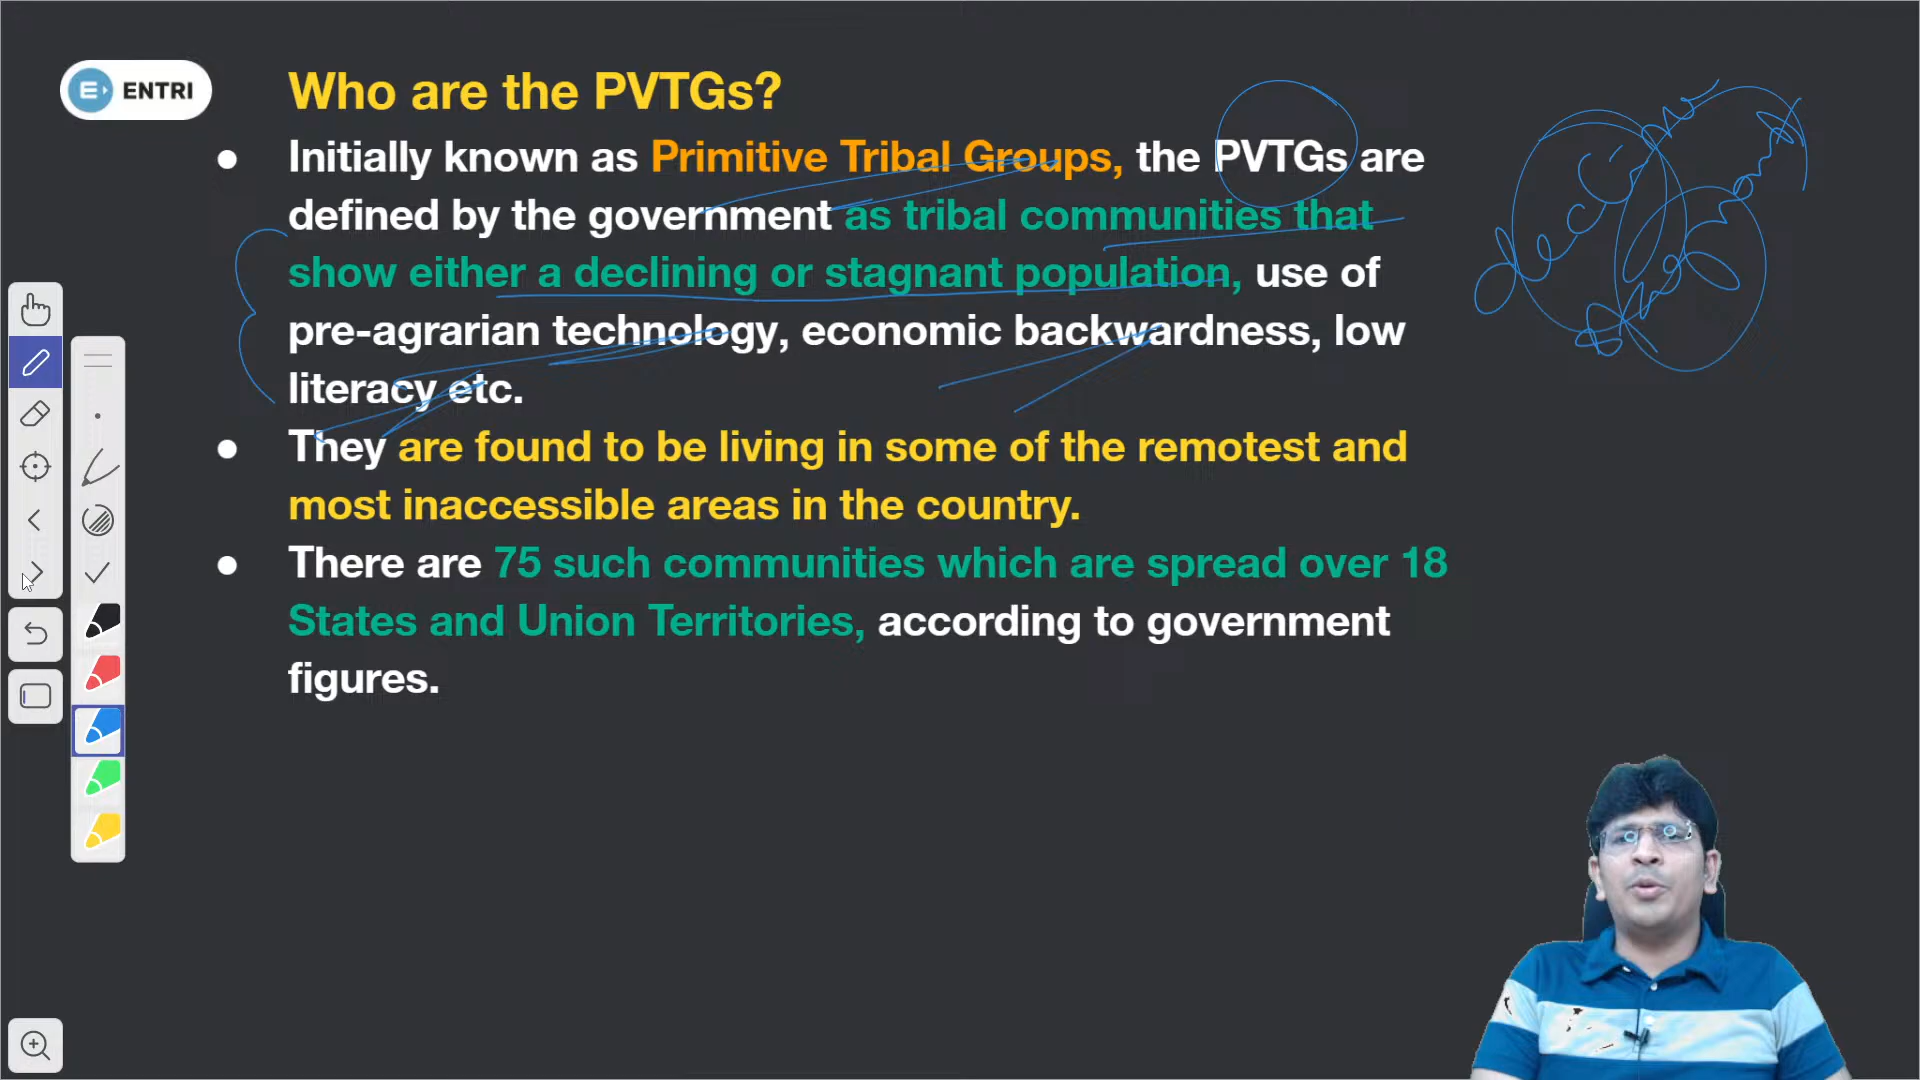 ENTRI
Who are the PVTGs?
Initially known as Primitive Tribal Groups, the PVTGs are
defined by the government as tribal communities that
show either a declining or stagnant population, use of
pre-agrarian technology, economic backwardness, low
literacy etc.
They are found to be living in some of the remotest and
most inaccessible areas in the country.
There are 75 such communities which are spread over 18
States and Union Territories, according to government
figures.